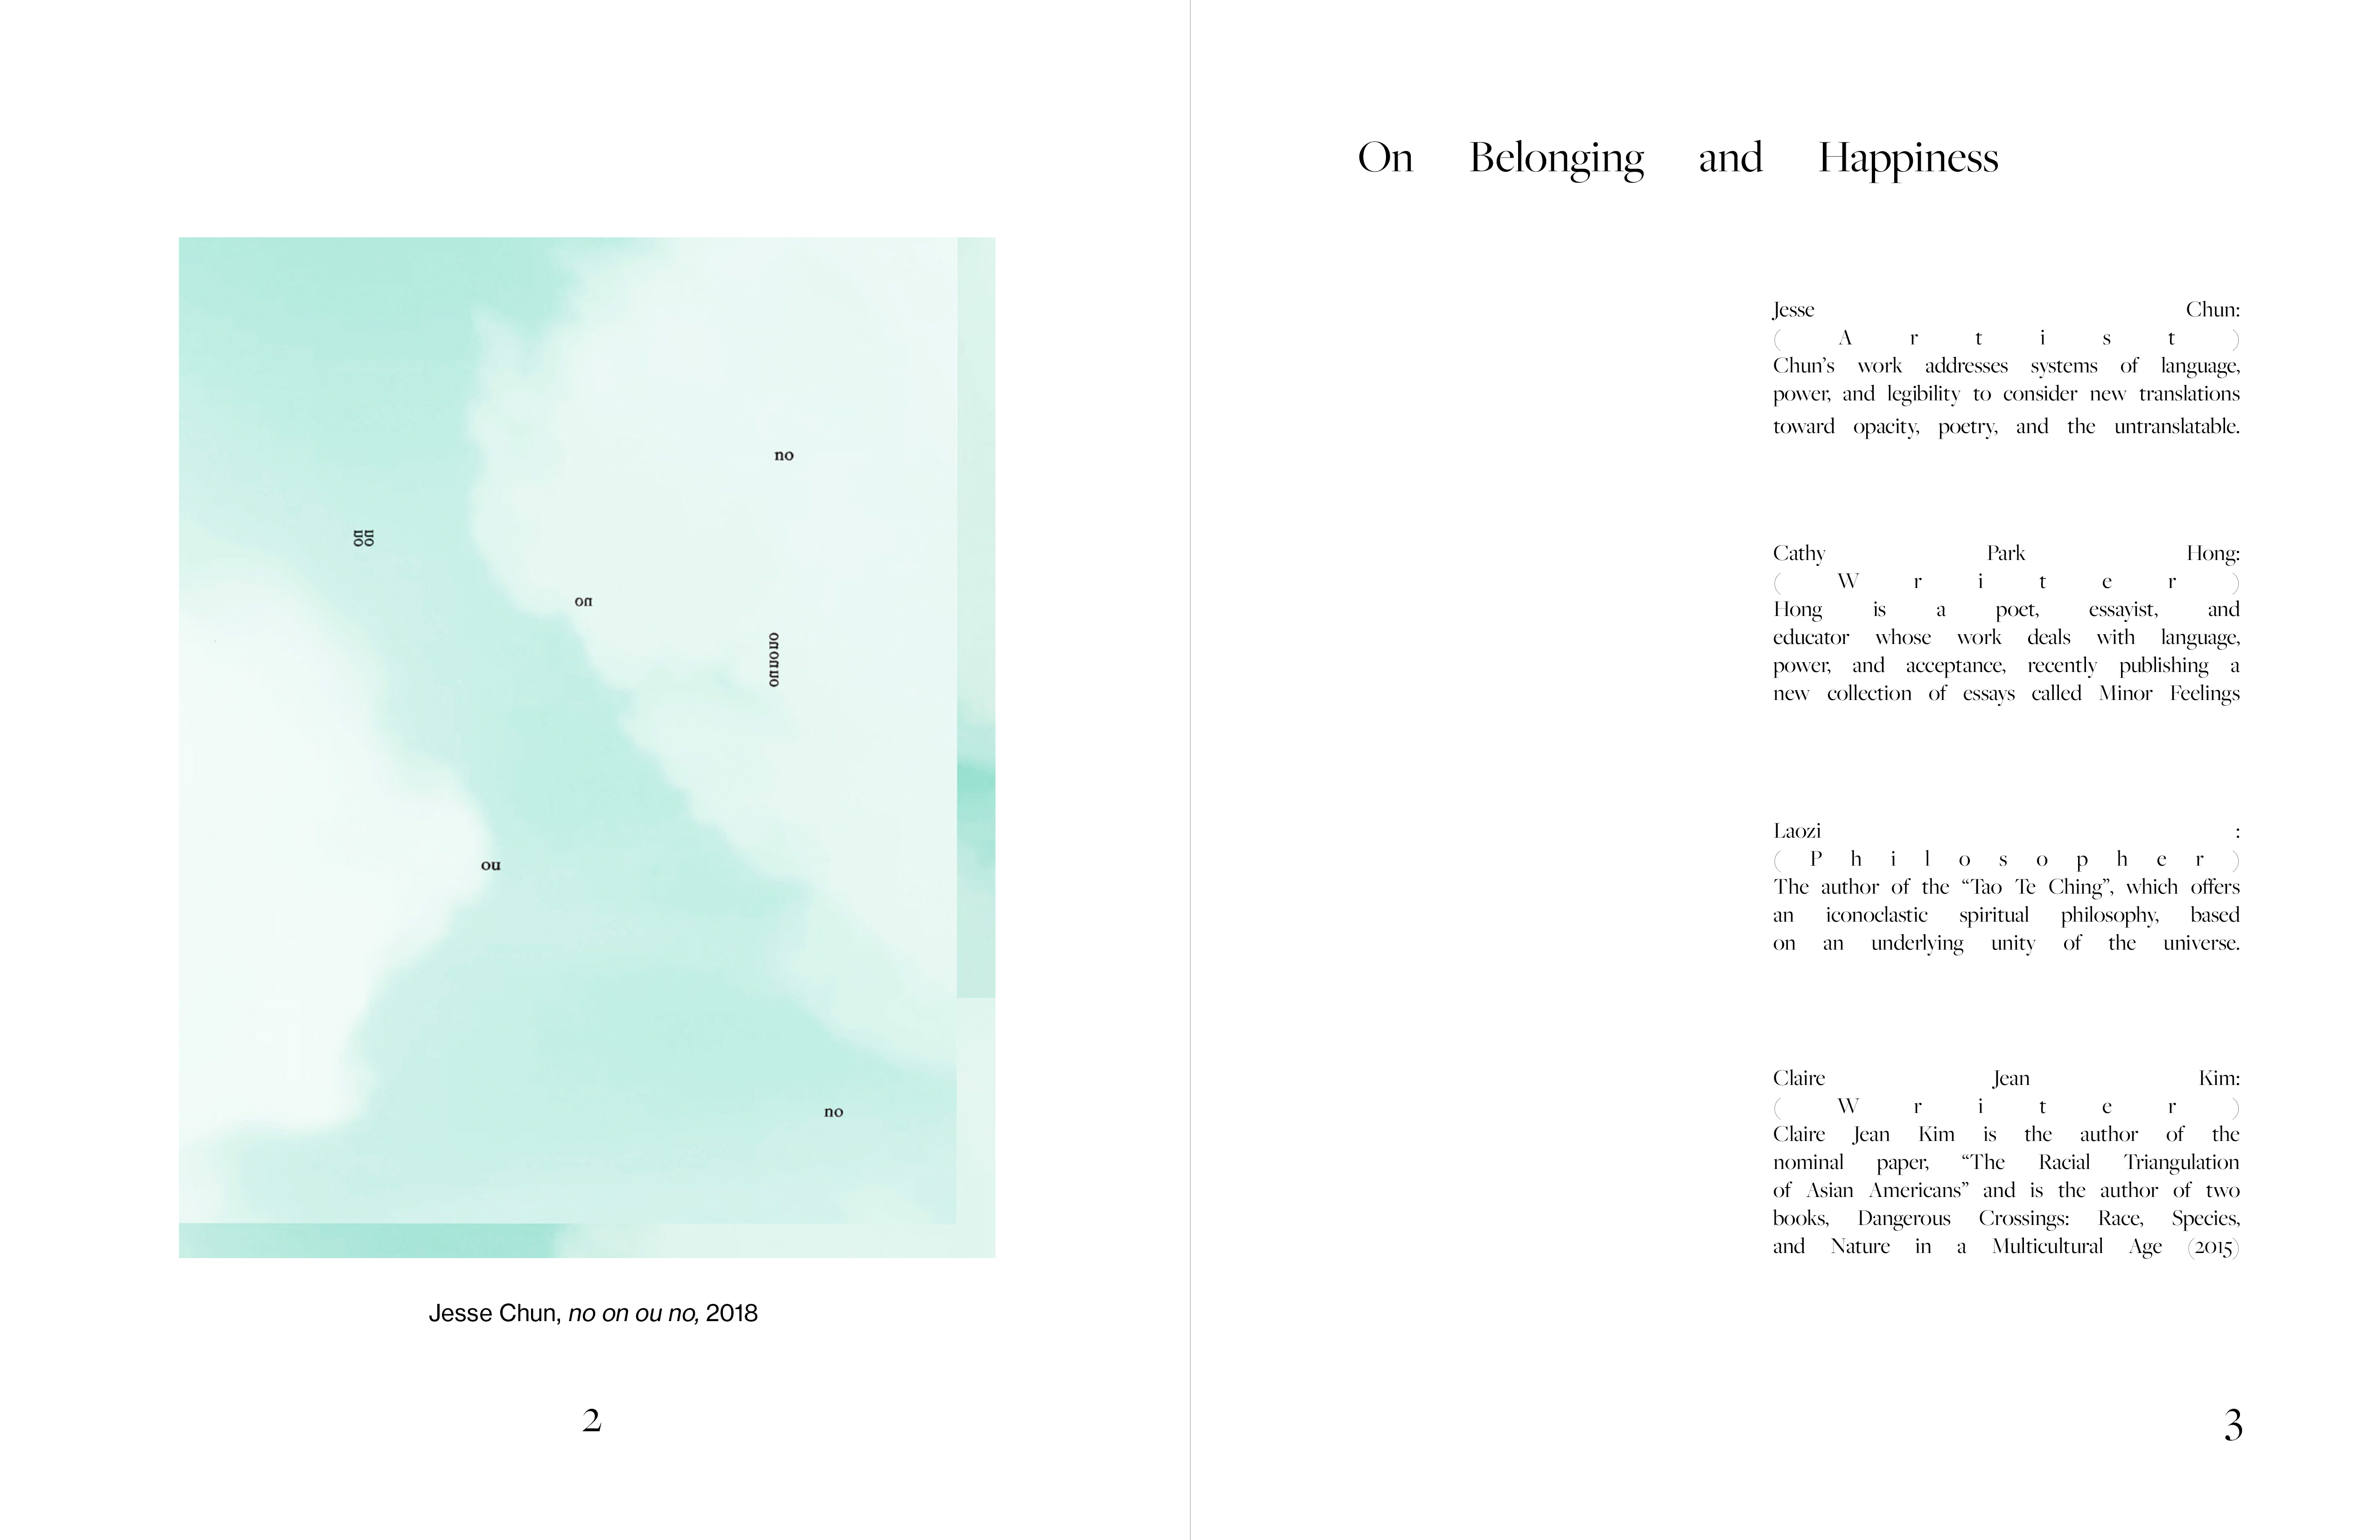 no
no
no
on
ou
no
Jesse Chun, no on ou no, 2018
2
On Belonging and Happiness
Jesse Chun:
( A r t i s t )
Chun’s work addresses systems of language,
power, and legibility to consider new translations
toward opacity, poetry, and the untranslatable.
Cathy Park Hong:
( W r i t e r )
Hong is a poet, essayist, and
educator whose work deals with language,
power, and acceptance, recently publishing a
new collection of essays called Minor Feelings
Laozi :
( P h i l o s o p h e r )
The author of the “Tao Te Ching”, which offers
an iconoclastic spiritual philosophy, based
on an underlying unity of the universe.
Claire Jean Kim:
( W r i t e r )
Claire Jean Kim is the author of the
nominal paper, “The Racial Triangulation
of Asian Americans” and is the author of two
books, Dangerous Crossings: Race, Species,
and Nature in a Multicultural Age (2015)
3